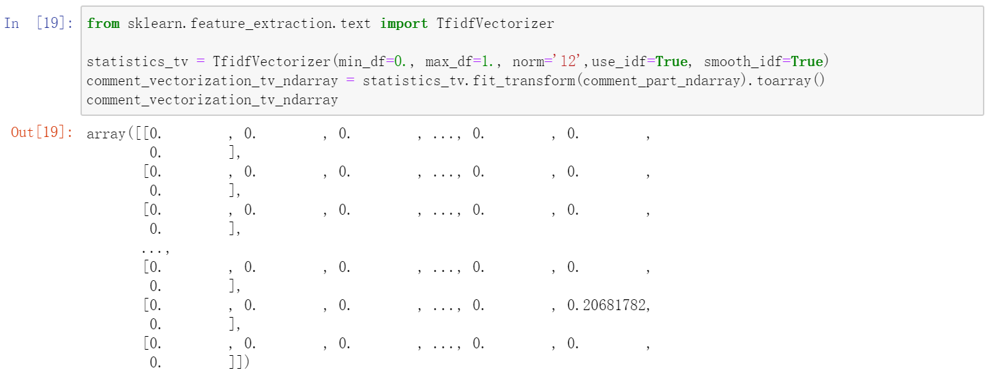 In [19]: from sklearn.feature_extraction.text import TfidfVectorizer
statistics_tv = TfidfVectorizer(min_df=0., max_df=1., norm='l2',use_idf=True, smooth_idf=True)
comment_vectorization_tv_ndarray = statistics_tv.fit_transform(comment_part_ndarray).toarray()
comment_vectorization_tv_ndarray
Out[19]: array([[0. , 0. , 0. , ..., 0. , 0. ,
0. ],
[0. , 0. , 0. , ..., 0. , 0. ,
0. ],
[0. , 0. , 0. , ..., 0. , 0. ,
0. ],
...,
[0. , 0. , 0. , ..., 0. , 0. ,
0. ],
[0. , 0. , 0. , ..., 0. , 0.20681782,
0. ],
[0. , 0. , 0. , ..., 0. , 0. ,
0. ]])